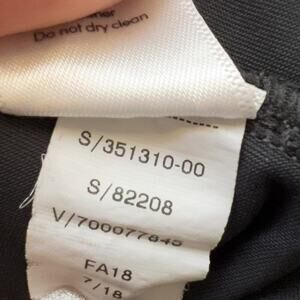 Do not dry clean
S/351310-00
S/82208
V/700077845
FA18
7/18